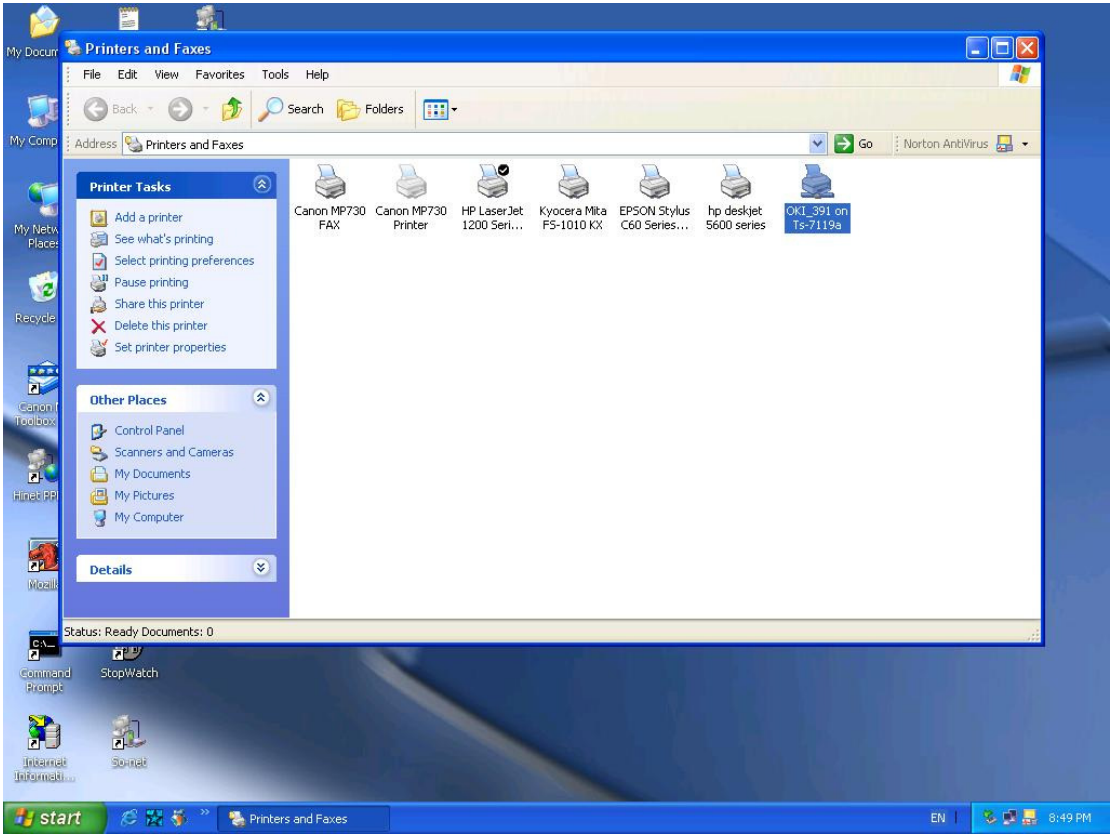 My Docum
Printers and Faxes
File Edit View Favorites Tools Help
Back Search Folders
My Comp
Address Printers and Faxes Go Norton AntiVirus
Printer Tasks
Add a printer
See what's printing
Select printing preferences
Pause printing
Share this printer
Delete this printer
Set printer properties
Canon MP730
FAX
Canon MP730
Printer
HP LaserJet
1200 Seri...
Kyocera Mita
FS-1010 KX
EPSON Stylus
C60 Series...
hp deskjet
5600 series
OKI_391 on
Ts-7119a
My Netw
Places
Recycle
Other Places
Control Panel
Scanners and Cameras
My Documents
My Pictures
My Computer
Canon
Toolbox
Hinet PP
Details
Mozill
Status: Ready Documents: 0
C:\_
Command
Prompt
StopWatch
Internet
Informati...
So-net
start
Printers and Faxes
EN
8:49 PM